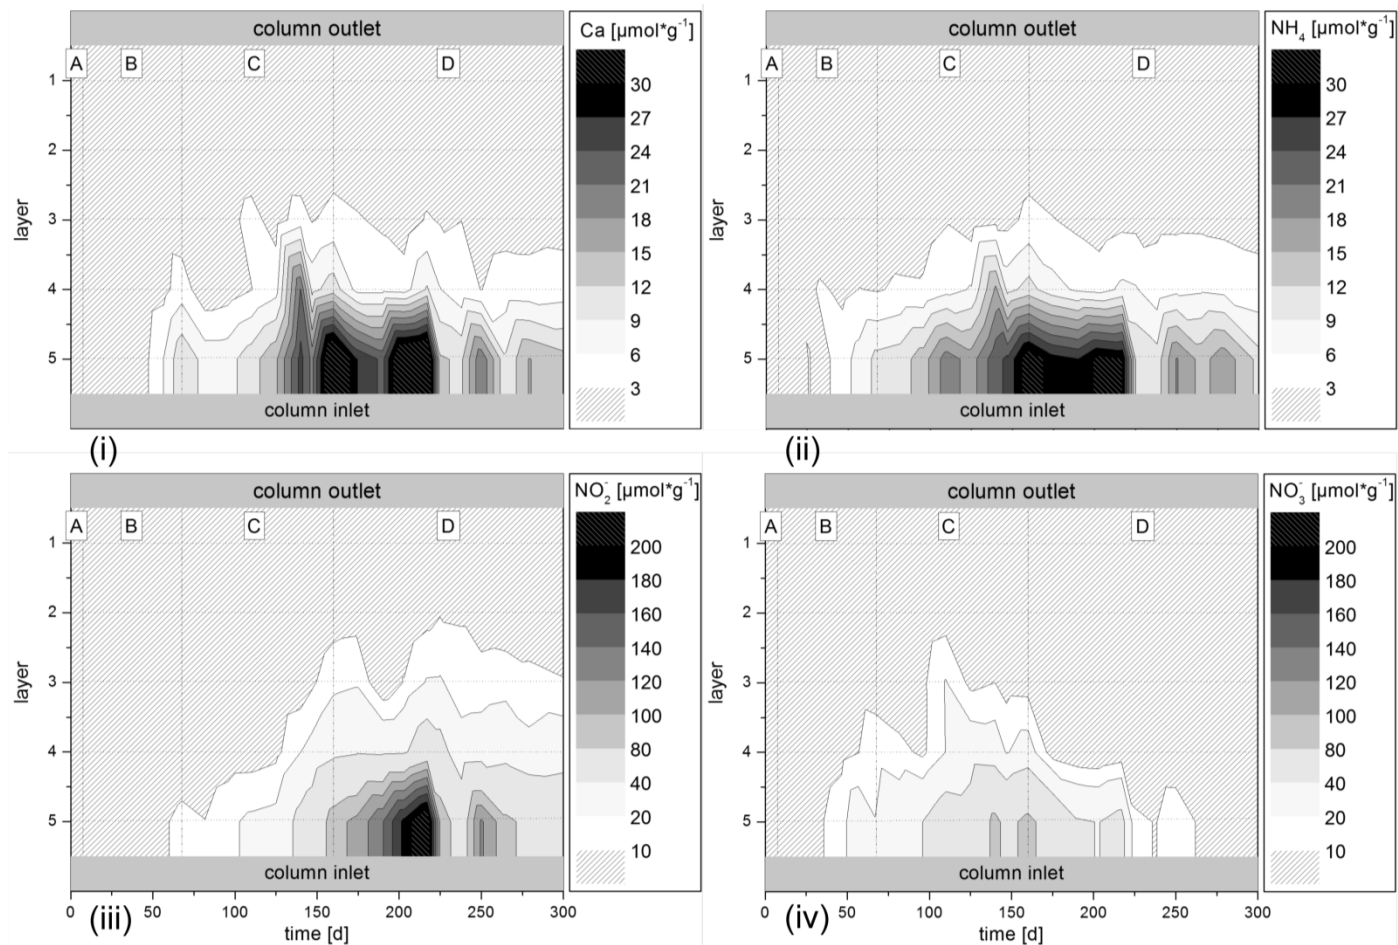 column outlet
A B C D
1
2
3
4
5
layer
column inlet
(i)
Ca [µmol*g⁻¹]
30
27
24
21
18
15
12
9
6
3
column outlet
A B C D
1
2
3
4
5
layer
column inlet
(ii)
NH₄ [µmol*g⁻¹]
30
27
24
21
18
15
12
9
6
3
column outlet
A B C D
1
2
3
4
5
layer
column inlet
0 50 100 150 200 250 300
(iii)
time [d]
NO₂⁻ [µmol*g⁻¹]
200
180
160
140
120
100
80
40
20
10
column outlet
A B C D
1
2
3
4
5
layer
column inlet
0 50 100 150 200 250 300
(iv)
time [d]
NO₃⁻ [µmol*g⁻¹]
200
180
160
140
120
100
80
40
20
10